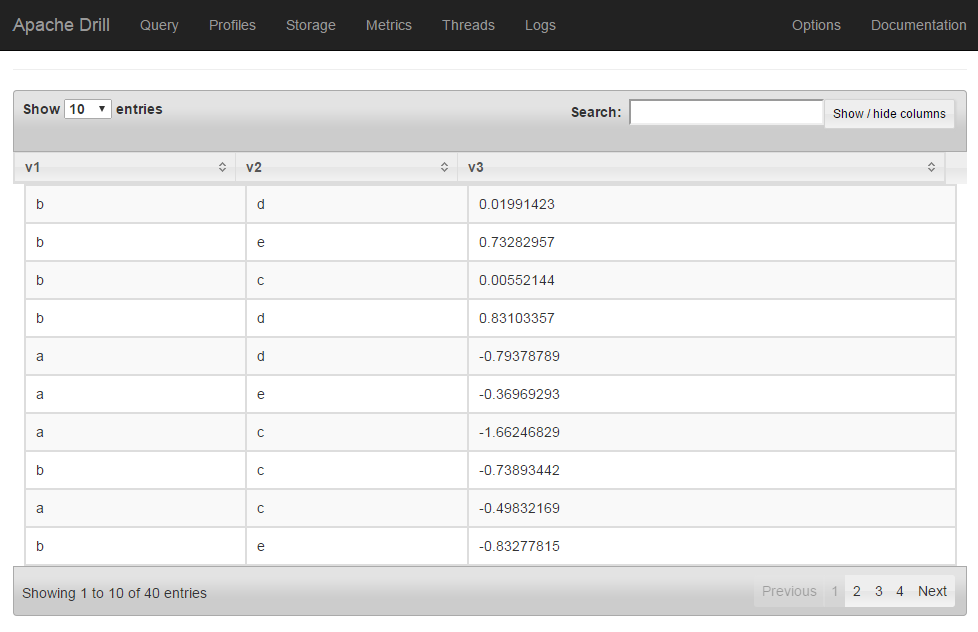 Apache Drill Query Profiles Storage Metrics Threads Logs Options Documentation
Show 10 entries Search: Show / hide columns
v1 v2 v3
b d 0.01991423
b e 0.73282957
b c 0.00552144
b d 0.83103357
a d -0.79378789
a e -0.36969293
a c -1.66246829
b c -0.73893442
a c -0.49832169
b e -0.83277815
Showing 1 to 10 of 40 entries Previous 1 2 3 4 Next